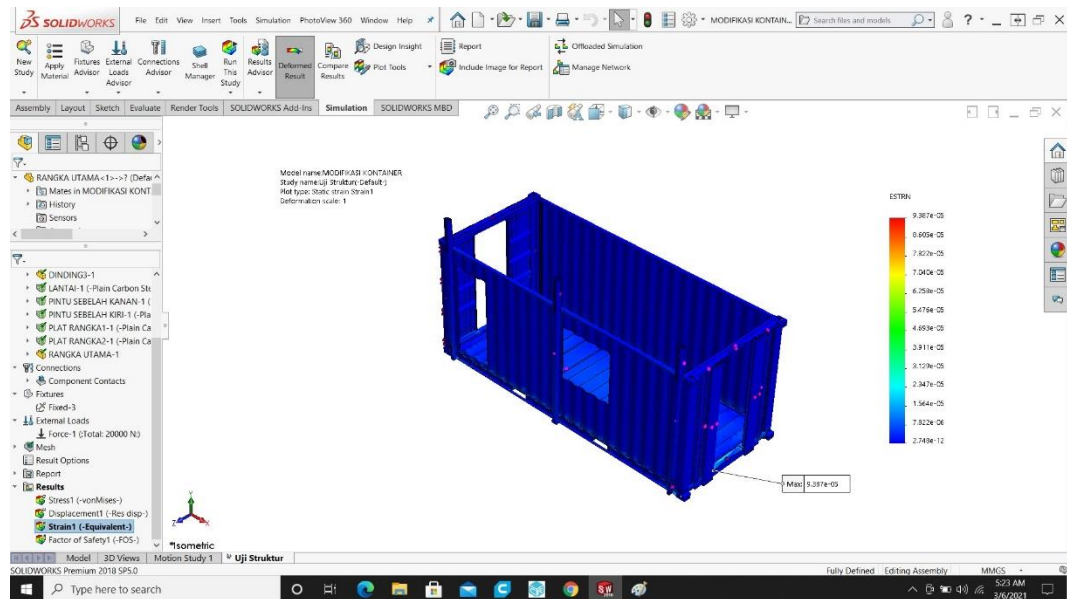 SOLIDWORKS File Edit View Insert Tools Simulation PhotoView 360 Window Help MODIFIKASI KONTAIN... Search files and models
New Study
Apply Material
Fixtures Advisor
External Loads Advisor
Connections Advisor
Shell Manager
Run This Study
Results Advisor
Deformed Result
Compare Results
Design Insight
Plot Tools
Report
Include Image for Report
Offloaded Simulation
Manage Network
Assembly Layout Sketch Evaluate Render Tools SOLIDWORKS Add-Ins Simulation SOLIDWORKS MBD
RANGKA UTAMA<1>->? (Defau
Mates in MODIFIKASI KONT
History
Sensors
DINDING3-1
LANTAI-1 (-Plain Carbon Ste
PINTU SEBELAH KANAN-1 (
PINTU SEBELAH KIRI-1 (-Pla
PLAT RANGKA1-1 (-Plain Ca
PLAT RANGKA2-1 (-Plain Ca
RANGKA UTAMA-1
Connections
Component Contacts
Fixtures
Fixed-3
External Loads
Force-1 (:Total: 20000 N:)
Mesh
Result Options
Report
Results
Stress1 (-vonMises-)
Displacement1 (-Res disp-)
Strain1 (-Equivalent-)
Factor of Safety1 (-FOS-)
Model name:MODIFIKASI KONTAINER
Study name:Uji Struktur(-Default-)
Plot type: Static strain Strain1
Deformation scale: 1
ESTRN
9.387e-05
8.605e-05
7.822e-05
7.040e-05
6.258e-05
5.476e-05
4.693e-05
3.911e-05
3.129e-05
2.347e-05
1.564e-05
7.822e-06
2.748e-12
Max: 9.387e-05
Y
Z
X
*Isometric
Model 3D Views Motion Study 1 Uji Struktur
SOLIDWORKS Premium 2018 SP5.0 Fully Defined Editing Assembly MMGS
Type here to search
5:23 AM
3/6/2021